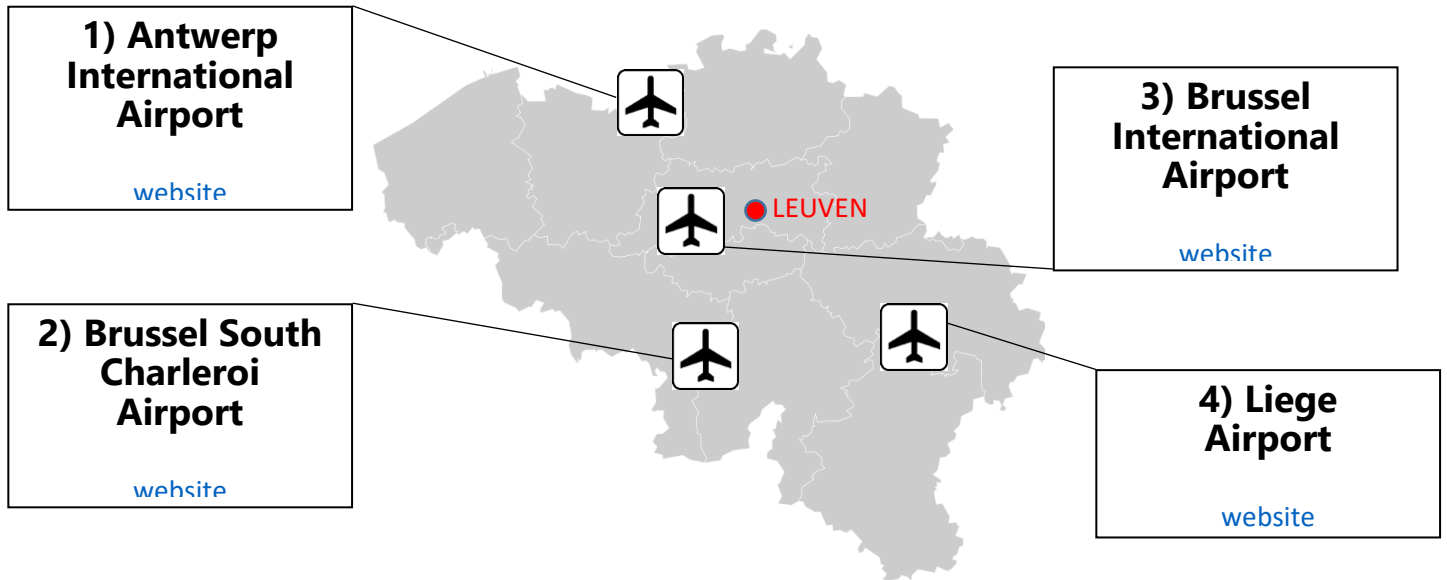 1) Antwerp
International
Airport
website
3) Brussel
International
Airport
website
LEUVEN
2) Brussel South
Charleroi
Airport
website
4) Liege
Airport
website